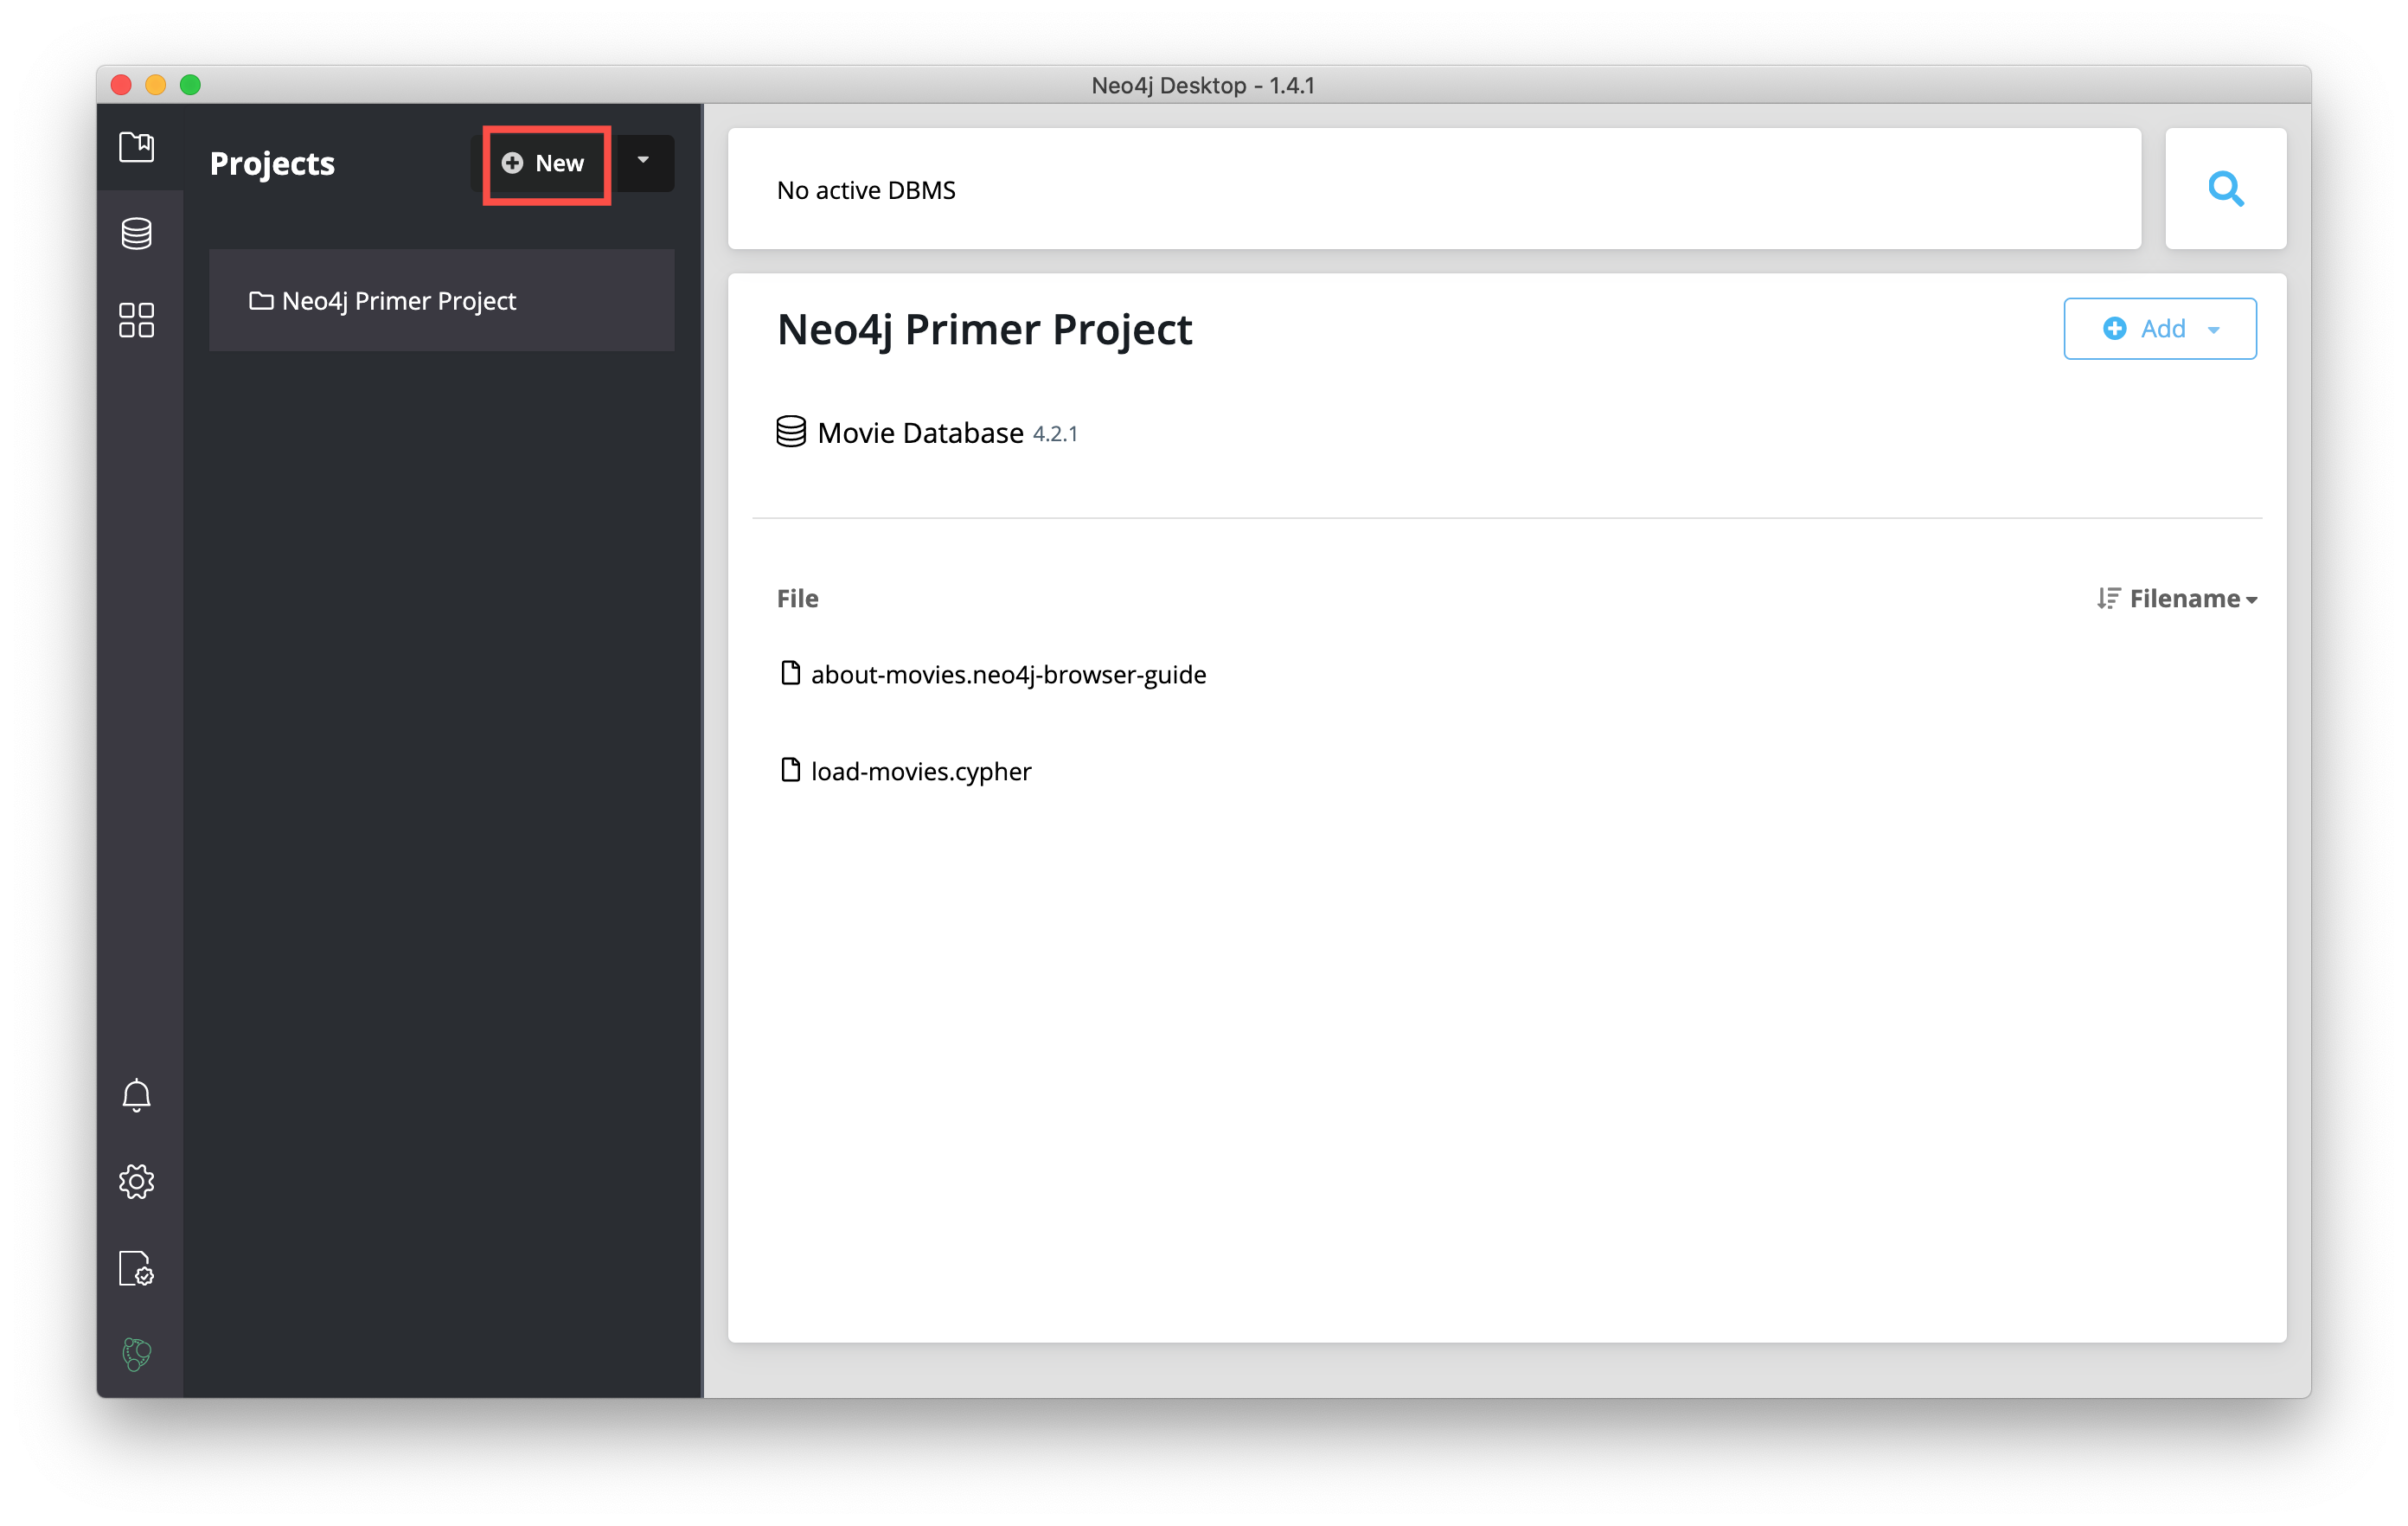 Neo4j Desktop - 1.4.1
Projects
New
Neo4j Primer Project
No active DBMS
Neo4j Primer Project
Add
Movie Database 4.2.1
File
Filename
about-movies.neo4j-browser-guide
load-movies.cypher